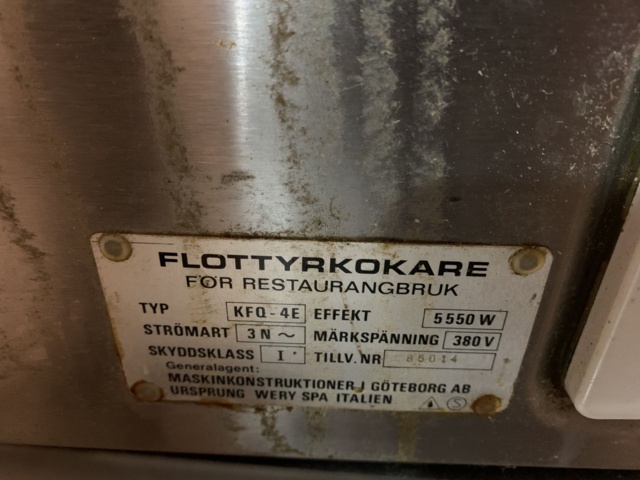 FLOTTYRKOKARE
FÖR RESTAURANGBRUK
TYP KFQ-4E EFFEKT 5550 W
STRÖMART 3 N ~ MÄRKSPÄNNING 380 V
SKYDDSKLASS I TILLV.NR 85014
Generalagent:
MASKINKONSTRUKTIONER J GÖTEBORG AB
URSPRUNG WERY SPA ITALIEN S